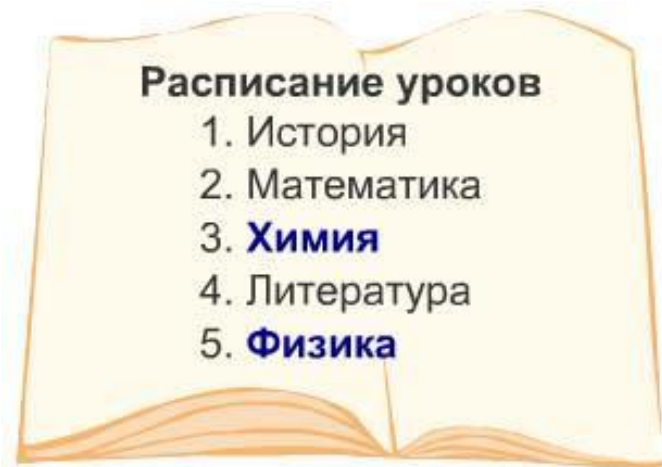 Расписание уроков
1. История
2. Математика
3. Химия
4. Литература
5. Физика